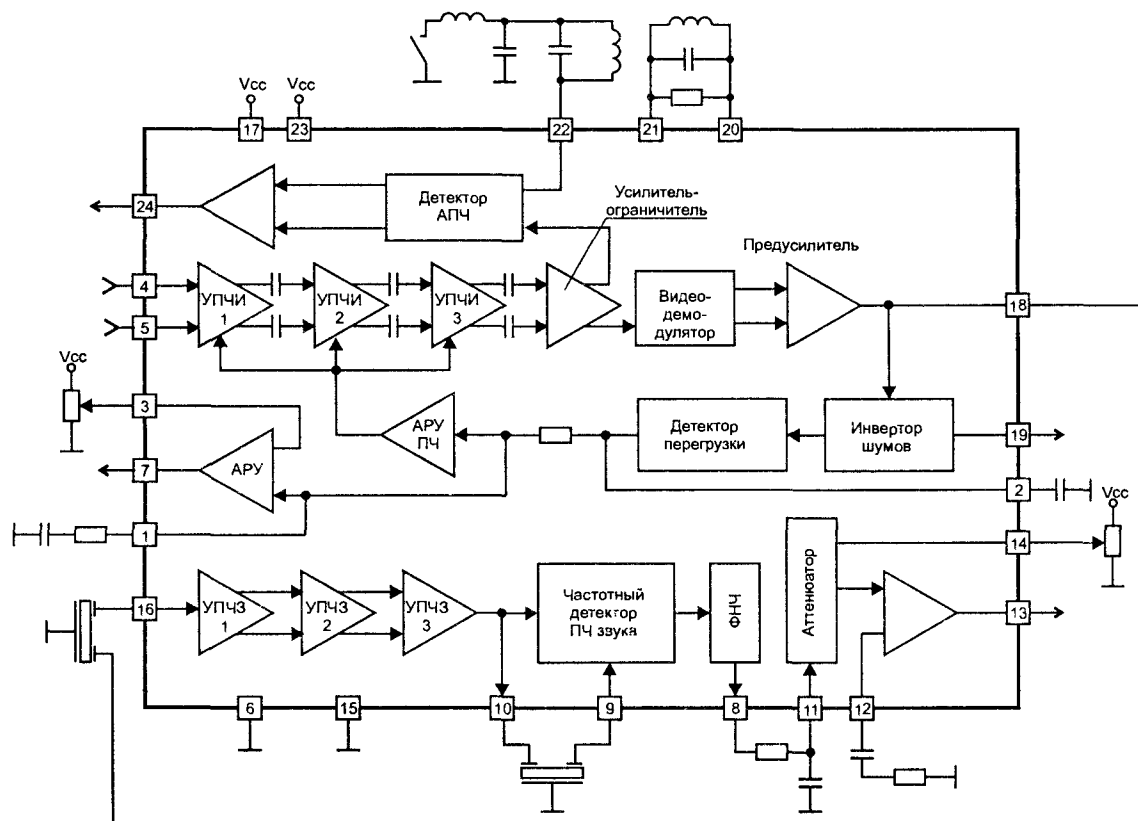 Vcc
Vcc
17
23
22
21
20
24
Детектор
АПЧ
Усилитель-
ограничитель
Предусилитель
4
5
УПЧИ
1
УПЧИ
2
УПЧИ
3
Видео-
демо-
дулятор
18
Vcc
3
АРУ
ПЧ
Детектор
перегрузки
Инвертор
шумов
19
7
АРУ
2
Vcc
1
14
16
УПЧЗ
1
УПЧЗ
2
УПЧЗ
3
Частотный
детектор
ПЧ звука
ФНЧ
Аттенюатор
13
6
15
10
9
8
11
12